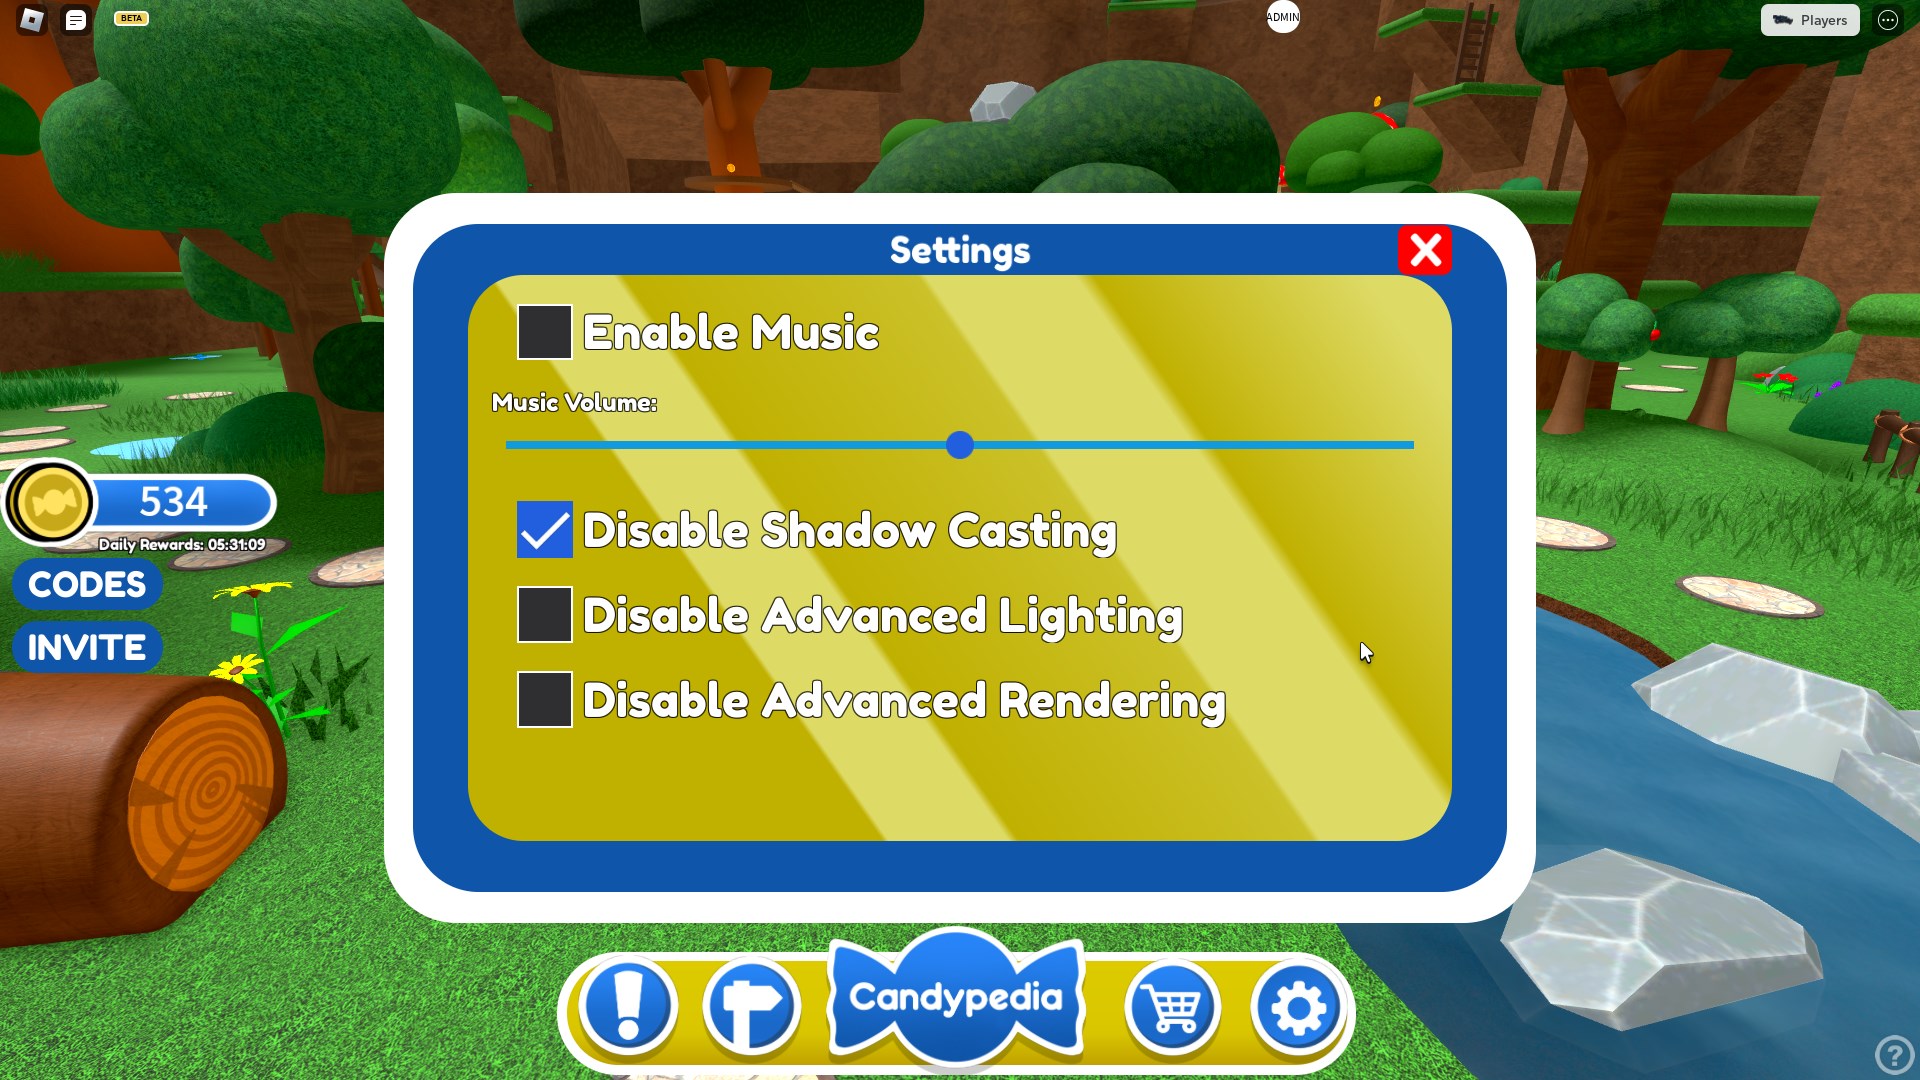 BETA
ADMIN
Players
Settings
Enable Music
Music Volume:
Disable Shadow Casting
534
Daily Rewards: 05:31:09
CODES
Disable Advanced Lighting
INVITE
Disable Advanced Rendering
Candypedia
?